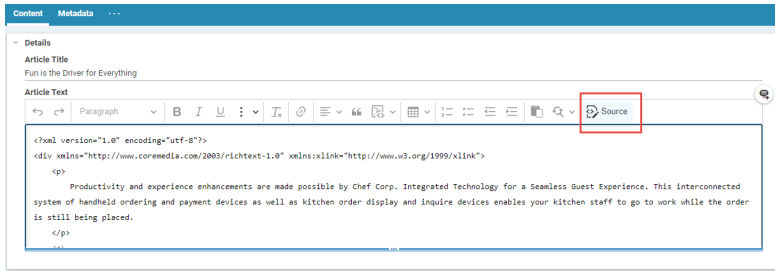 Content Metadata ...
Details
Article Title
Fun is the Driver for Everything
Article Text
Paragraph B I U Source
<?xml version="1.0" encoding="utf-8"?>
<div xmlns="http://www.coremedia.com/2003/richtext-1.0" xmlns:xlink="http://www.w3.org/1999/xlink">
<p>
Productivity and experience enhancements are made possible by Chef Corp. Integrated Technology for a Seamless Guest Experience. This interconnected
system of handheld ordering and payment devices as well as kitchen order display and inquire devices enables your kitchen staff to go to work while the order
is still being placed.
</p>